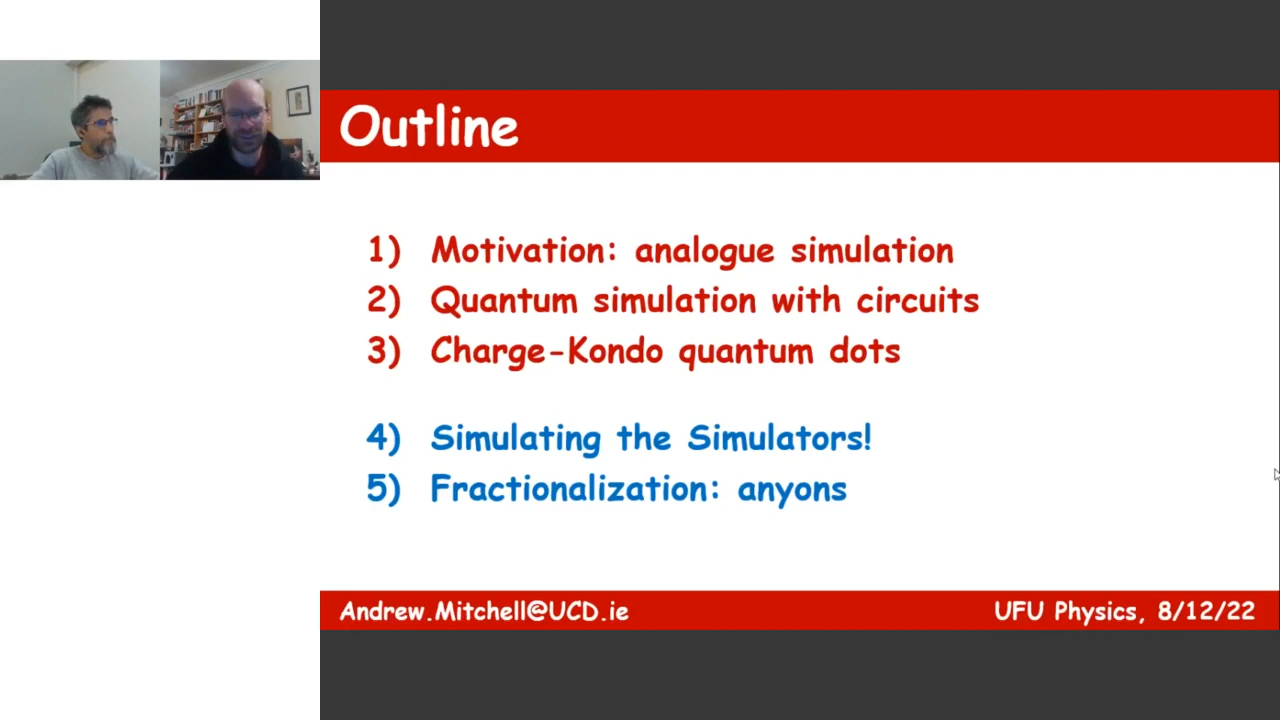 Outline
1) Motivation: analogue simulation
2) Quantum simulation with circuits
3) Charge-Kondo quantum dots
4) Simulating the Simulators!
5) Fractionalization: anyons
Andrew.Mitchell@UCD.ie
UFU Physics, 8/12/22